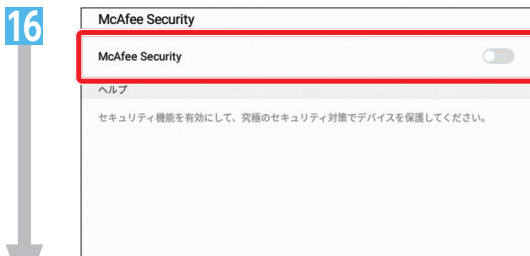 16
McAfee Security
McAfee Security
ヘルプ
セキュリティ機能を有効にして、究極のセキュリティ対策でデバイスを保護してください。